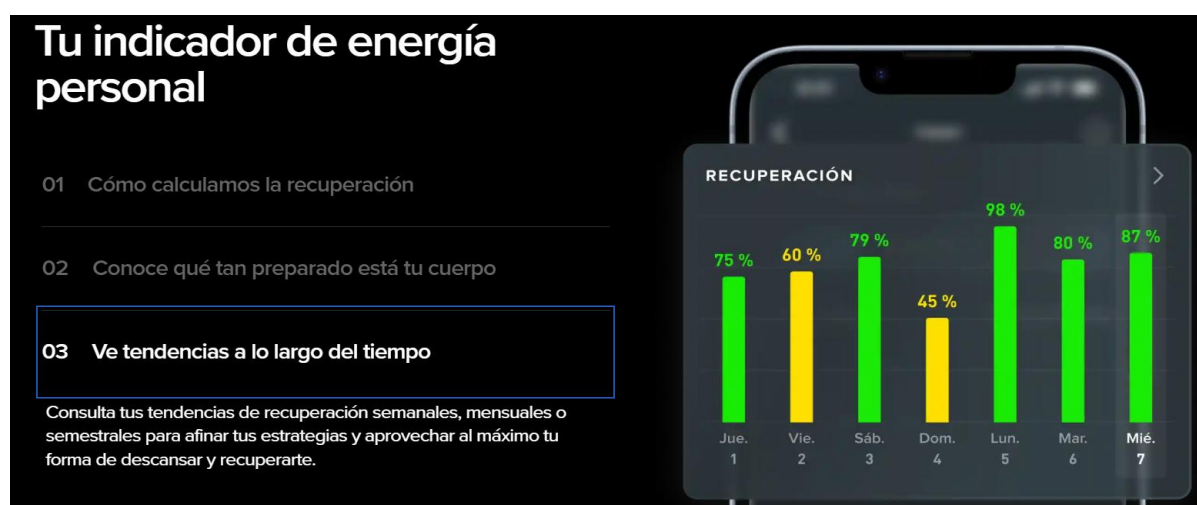 Tu indicador de energía
personal
01 Cómo calculamos la recuperación
02 Conoce qué tan preparado está tu cuerpo
03 Ve tendencias a lo largo del tiempo
Consulta tus tendencias de recuperación semanales, mensuales o
semestrales para afinar tus estrategias y aprovechar al máximo tu
forma de descansar y recuperarte.
RECUPERACIÓN
75 % 60 % 79 % 45 % 98 % 80 % 87 %
Jue. Vie. Sáb. Dom. Lun. Mar. Mié.
1 2 3 4 5 6 7